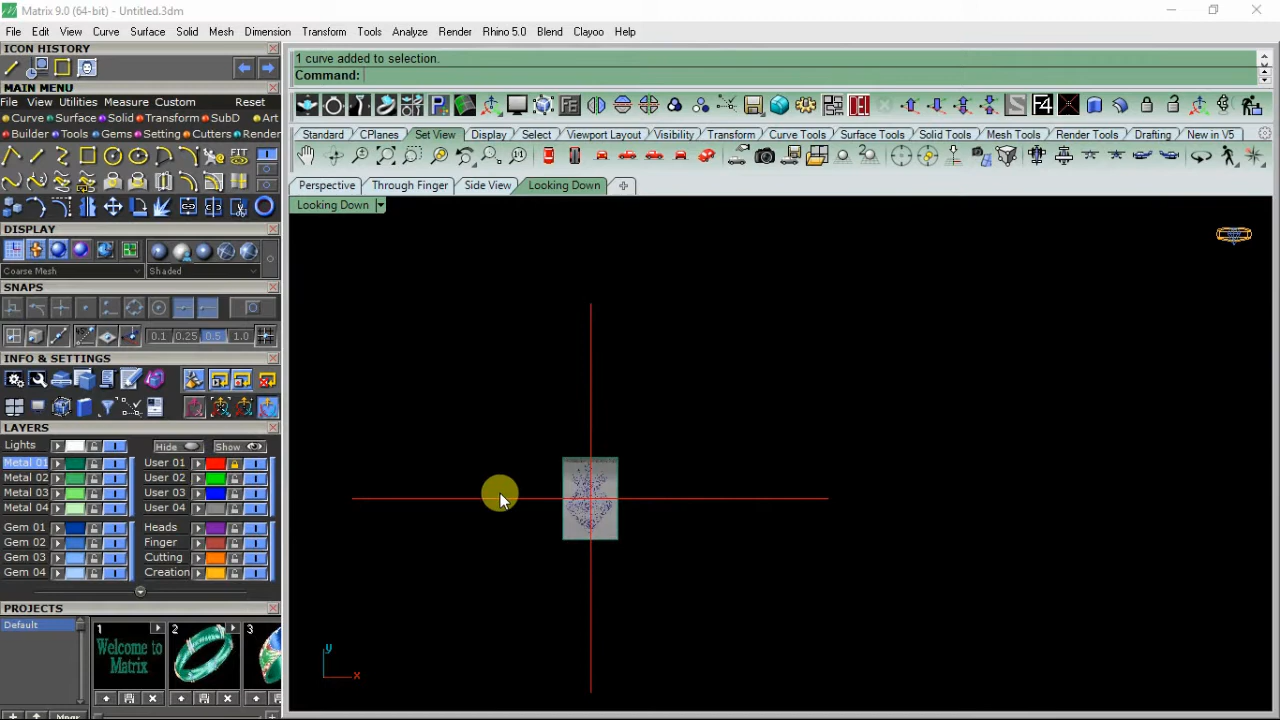 Matrix 9.0 (64-bit) - Untitled.3dm
File Edit View Curve Surface Solid Mesh Transform Tools Dimension Analyze Render Rhino 5.0 Blend Clayoo Help
ICON HISTORY
1 curve added to selection.
Command:
MAIN MENU
File View Utilities Measure Custom Reset
Curve Surface Solid Transform SubD Art
Builder Tools Gems Setting Cutters Render
Standard CPlanes Set View Display Select Viewport Layout Visibility Transform Curve Tools Surface Tools Solid Tools Mesh Tools Render Tools Drafting New in V5
Perspective Through Finger Side View Looking Down
Looking Down
DISPLAY
Coarse Mesh Shaded
SNAPS
0.1 0.25 0.5 1.0
INFO & SETTINGS
LAYERS
Lights Hide Show
Metal 01 User 01
Metal 02 User 02
Metal 03 User 03
Metal 04 User 04
Gem 01 Heads
Gem 02 Finger
Gem 03 Cutting
Gem 04 Creation
PROJECTS
Default
1 2 3
Welcome to
Matrix
y
x